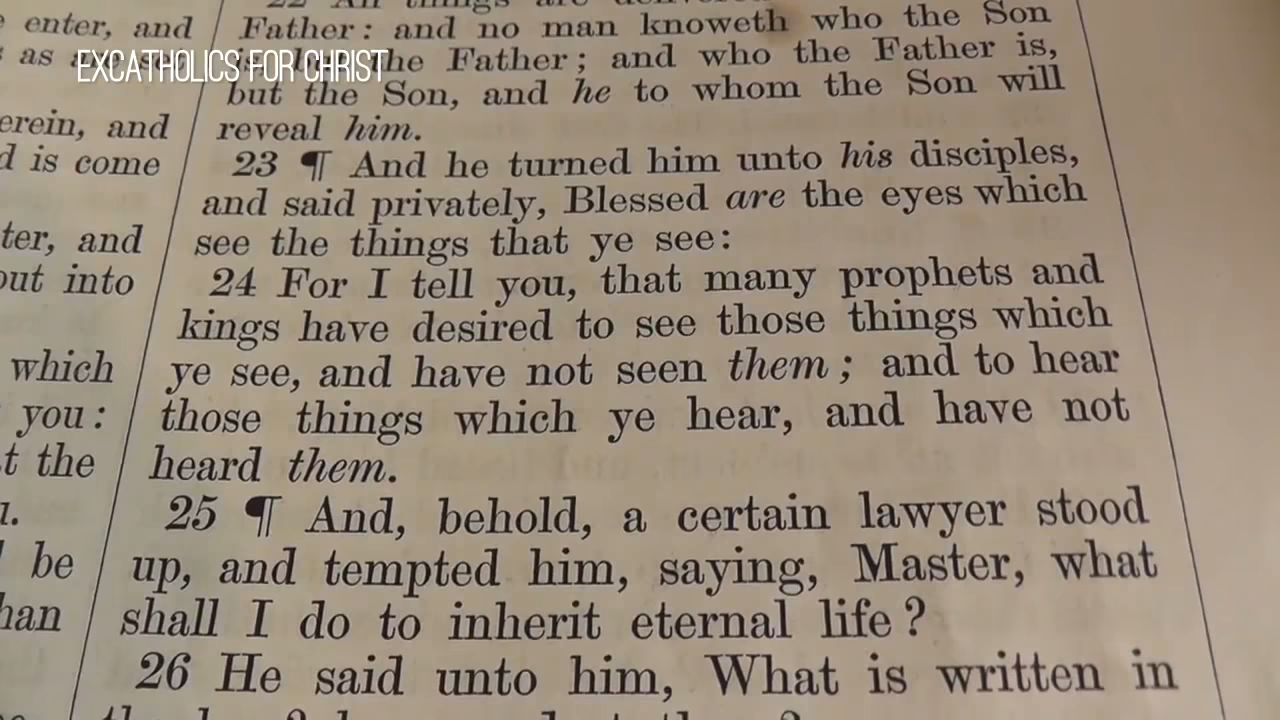 EXCATHOLICS FOR CHRIST
enter, and
as
erein, and
d is come
ter, and
out into
which
you:
t the
be
han
22 All things are delivered
Father: and no man knoweth who the Son
the Father; and who the Father is,
but the Son, and he to whom the Son will
reveal him.
23 ¶ And he turned him unto his disciples,
and said privately, Blessed are the eyes which
see the things that ye see:
24 For I tell you, that many prophets and
kings have desired to see those things which
ye see, and have not seen them; and to hear
those things which ye hear, and have not
heard them.
25 ¶ And, behold, a certain lawyer stood
up, and tempted him, saying, Master, what
shall I do to inherit eternal life?
26 He said unto him, What is written in